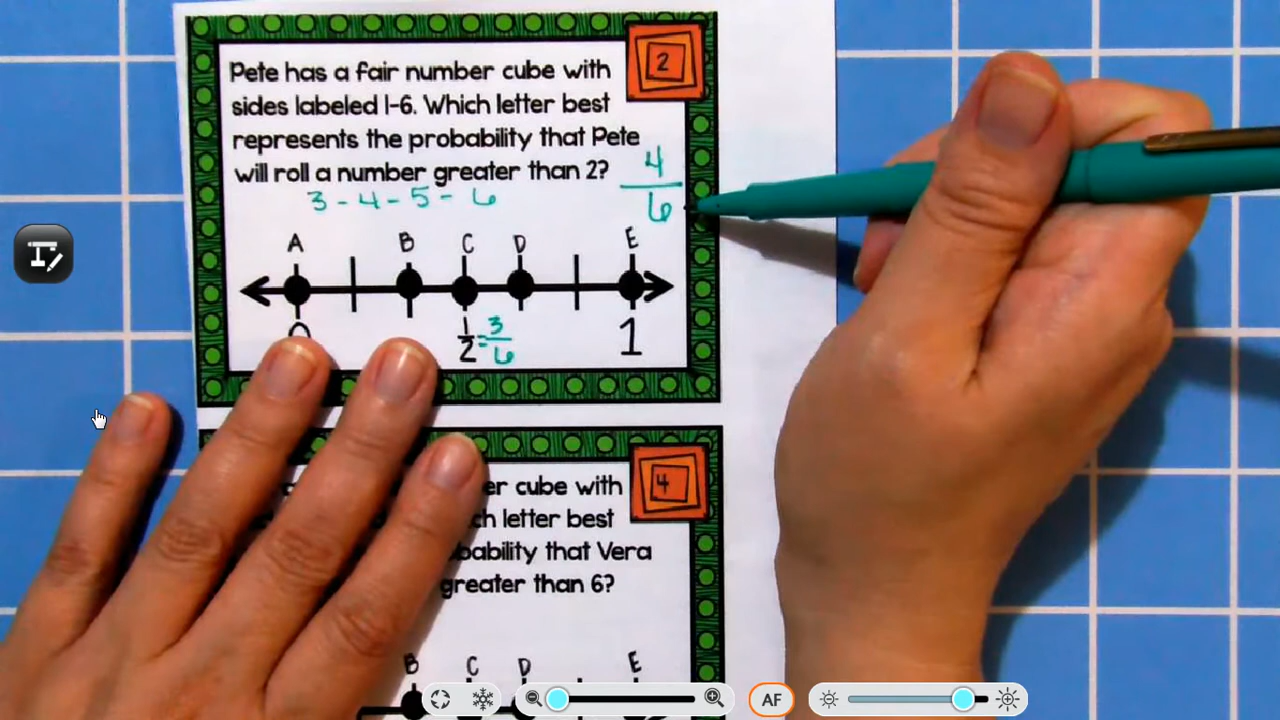 2
Pete has a fair number cube with
sides labeled 1-6. Which letter best
represents the probability that Pete
will roll a number greater than 2?
4/6
3 - 4 - 5 - 6
A B C D E
0 1/2 = 3/6 1
4
er cube with
ch letter best
bability that Vera
greater than 6?
B C D E
AF